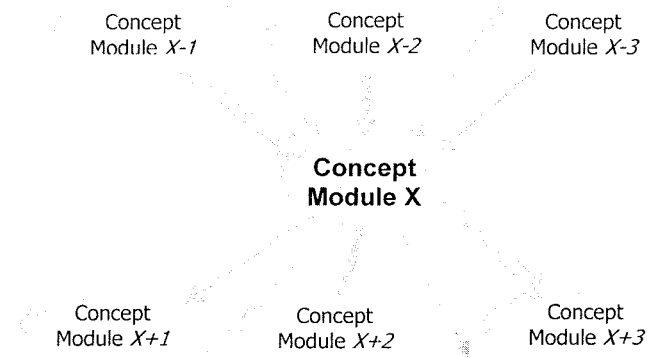 Concept
Module X-1
Concept
Module X-2
Concept
Module X-3
Concept
Module X
Concept
Module X+1
Concept
Module X+2
Concept
Module X+3